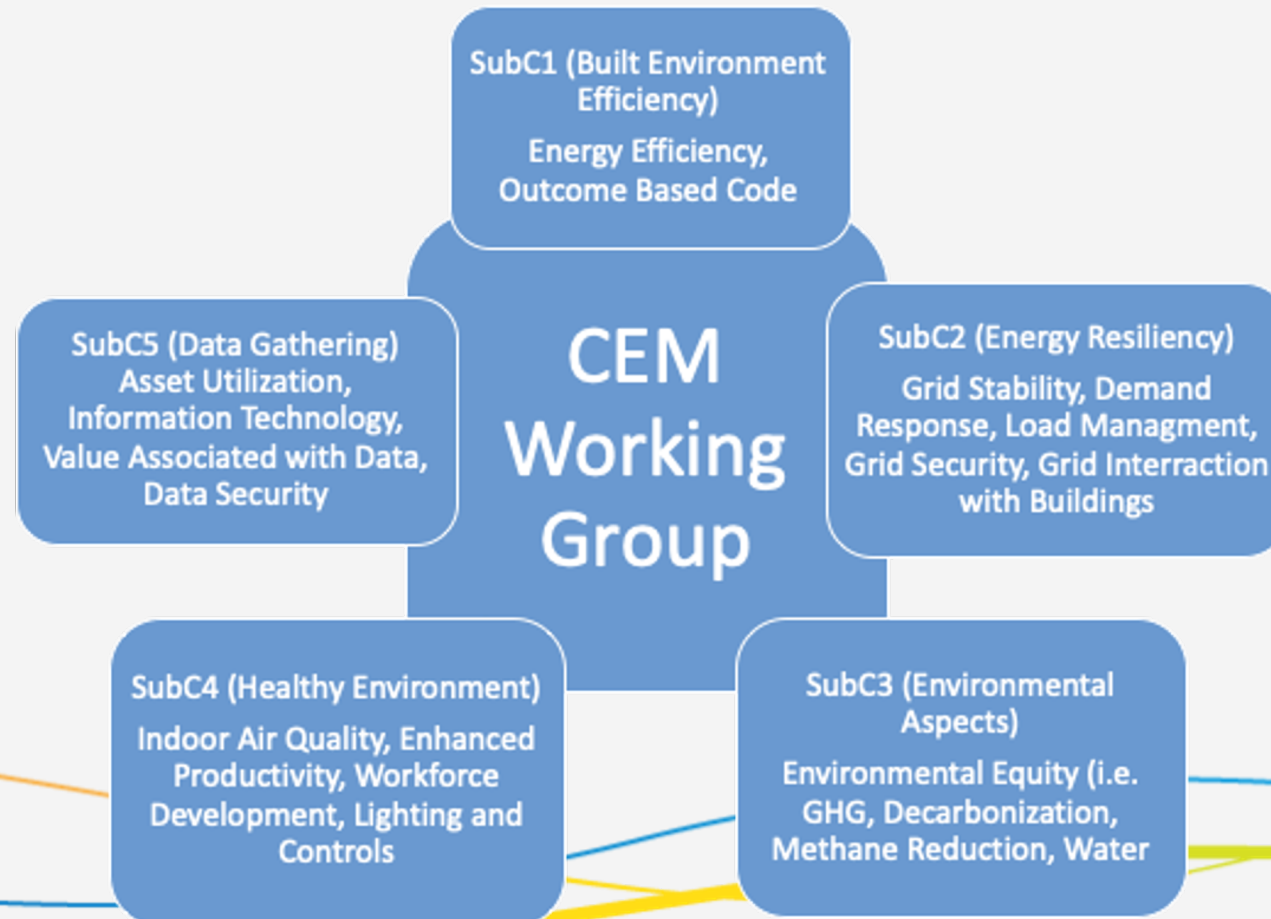 SubC1 (Built Environment
Efficiency)
Energy Efficiency,
Outcome Based Code
CEM
Working
Group
SubC2 (Energy Resiliency)
Grid Stability, Demand
Response, Load Managment,
Grid Security, Grid Interraction
with Buildings
SubC3 (Environmental
Aspects)
Environmental Equity (i.e.
GHG, Decarbonization,
Methane Reduction, Water
SubC4 (Healthy Environment)
Indoor Air Quality, Enhanced
Productivity, Workforce
Development, Lighting and
Controls
SubC5 (Data Gathering)
Asset Utilization,
Information Technology,
Value Associated with Data,
Data Security